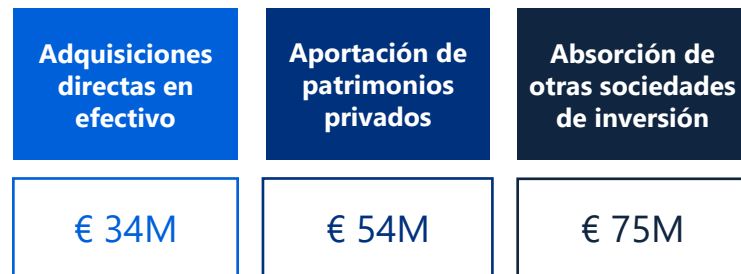 Adquisiciones
directas en
efectivo
Aportación de
patrimonios
privados
Absorción de
otras sociedades
de inversión
€ 34M
€ 54M
€ 75M